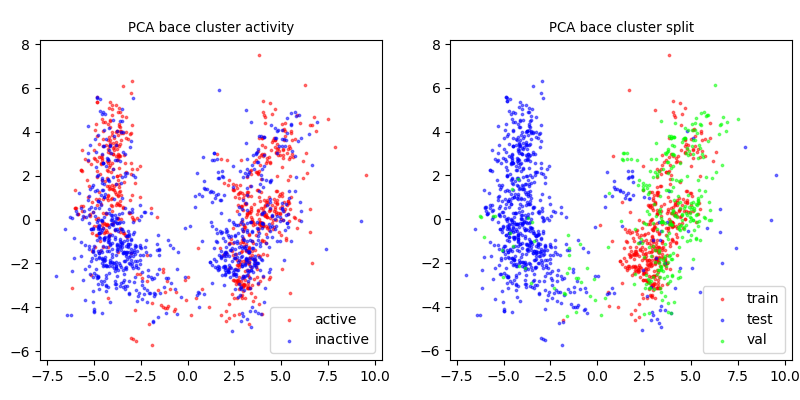 PCA bace cluster activity
8
6
4
2
0
−2
−4
−6
−7.5 −5.0 −2.5 0.0 2.5 5.0 7.5 10.0
active
inactive
PCA bace cluster split
8
6
4
2
0
−2
−4
−6
−7.5 −5.0 −2.5 0.0 2.5 5.0 7.5 10.0
train
test
val